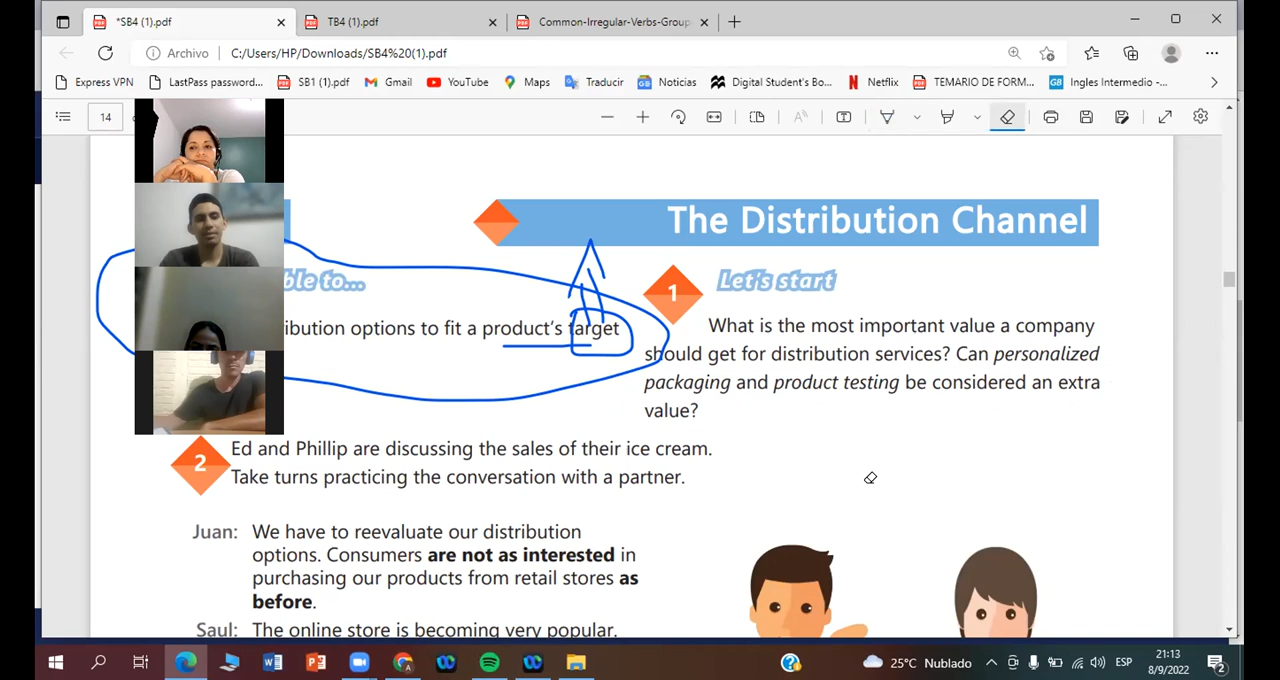 *SB4 (1).pdf
TB4 (1).pdf
Common-Irregular-Verbs-Group
Archivo
C:/Users/HP/Downloads/SB4%20(1).pdf
Express VPN
LastPass password...
SB1 (1).pdf
Gmail
YouTube
Maps
Traducir
Noticias
Digital Student's Bo...
Netflix
TEMARIO DE FORM...
Ingles Intermedio -...
14
The Distribution Channel
ble to...
ribution options to fit a product's target
1
Let's start
What is the most important value a company
should get for distribution services? Can personalized
packaging and product testing be considered an extra
value?
2
Ed and Phillip are discussing the sales of their ice cream.
Take turns practicing the conversation with a partner.
Juan: We have to reevaluate our distribution
options. Consumers are not as interested in
purchasing our products from retail stores as
before.
Saul: The online store is becoming very popular.
25°C Nublado
ESP
21:13
8/9/2022
2